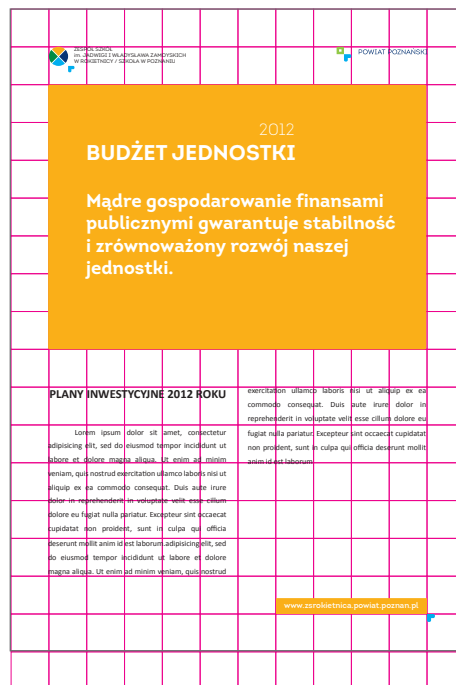 ZESPÓŁ SZKÓŁ
im. JADWIGI I WŁADYSŁAWA ZAMOYSKICH
W ROKIETNICY / SZKOŁA W POZNANIU
POWIAT POZNAŃSKI
2012
BUDŻET JEDNOSTKI
Mądre gospodarowanie finansami
publicznymi gwarantuje stabilność
i zrównoważony rozwój naszej
jednostki.
PLANY INWESTYCYJNE 2012 ROKU
Lorem ipsum dolor sit amet, consectetur
adipisicing elit, sed do eiusmod tempor incididunt ut
labore et dolore magna aliqua. Ut enim ad minim
veniam, quis nostrud exercitation ullamco laboris nisi ut
aliquip ex ea commodo consequat. Duis aute irure
dolor in reprehenderit in voluptate velit esse cillum
dolore eu fugiat nulla pariatur. Excepteur sint occaecat
cupidatat non proident, sunt in culpa qui officia
deserunt mollit anim id est laborum.adipisicing elit, sed
do eiusmod tempor incididunt ut labore et dolore
magna aliqua. Ut enim ad minim veniam, quis nostrud
exercitation ullamco laboris nisi ut aliquip ex ea
commodo consequat. Duis aute irure dolor in
reprehenderit in voluptate velit esse cillum dolore eu
fugiat nulla pariatur. Excepteur sint occaecat cupidatat
non proident, sunt in culpa qui officia deserunt mollit
anim id est laborum
www.zsrokietnica.powiat.poznan.pl